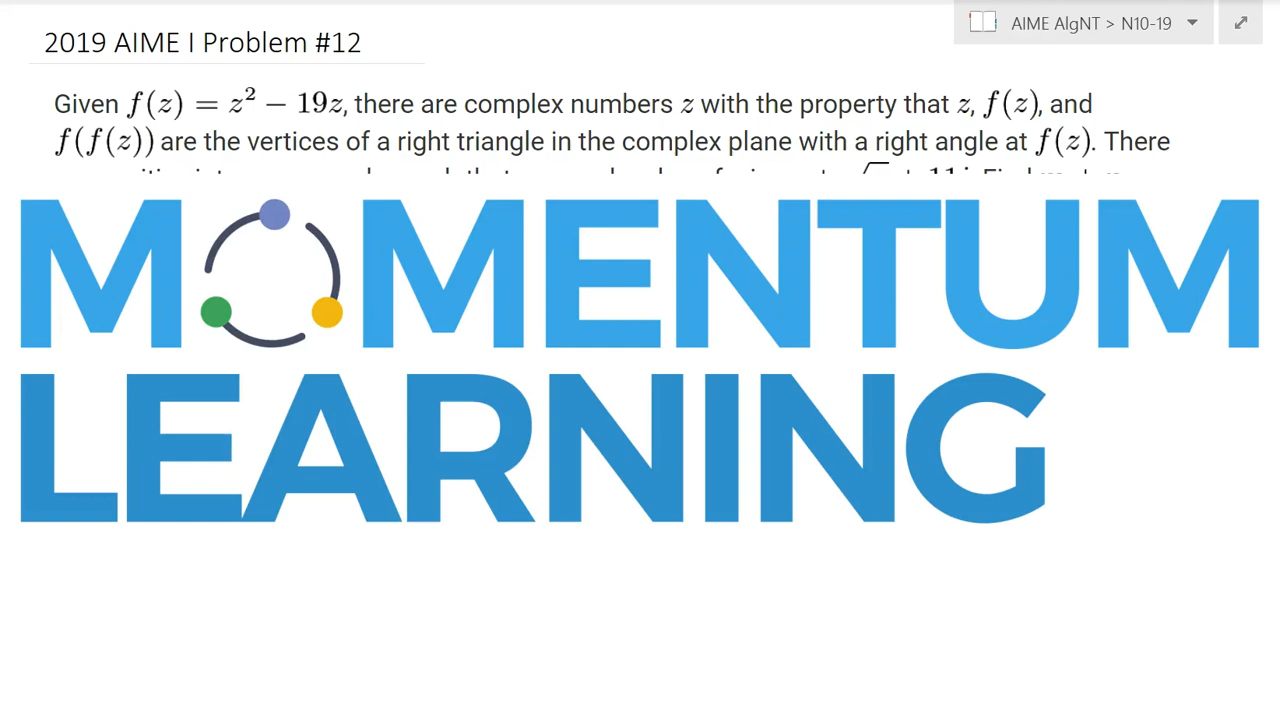 AIME AlgNT > N10-19
2019 AIME I Problem #12
Given f(z) = z² − 19z, there are complex numbers z with the property that z, f(z), and
f(f(z)) are the vertices of a right triangle in the complex plane with a right angle at f(z). There
MOMENTUM
LEARNING